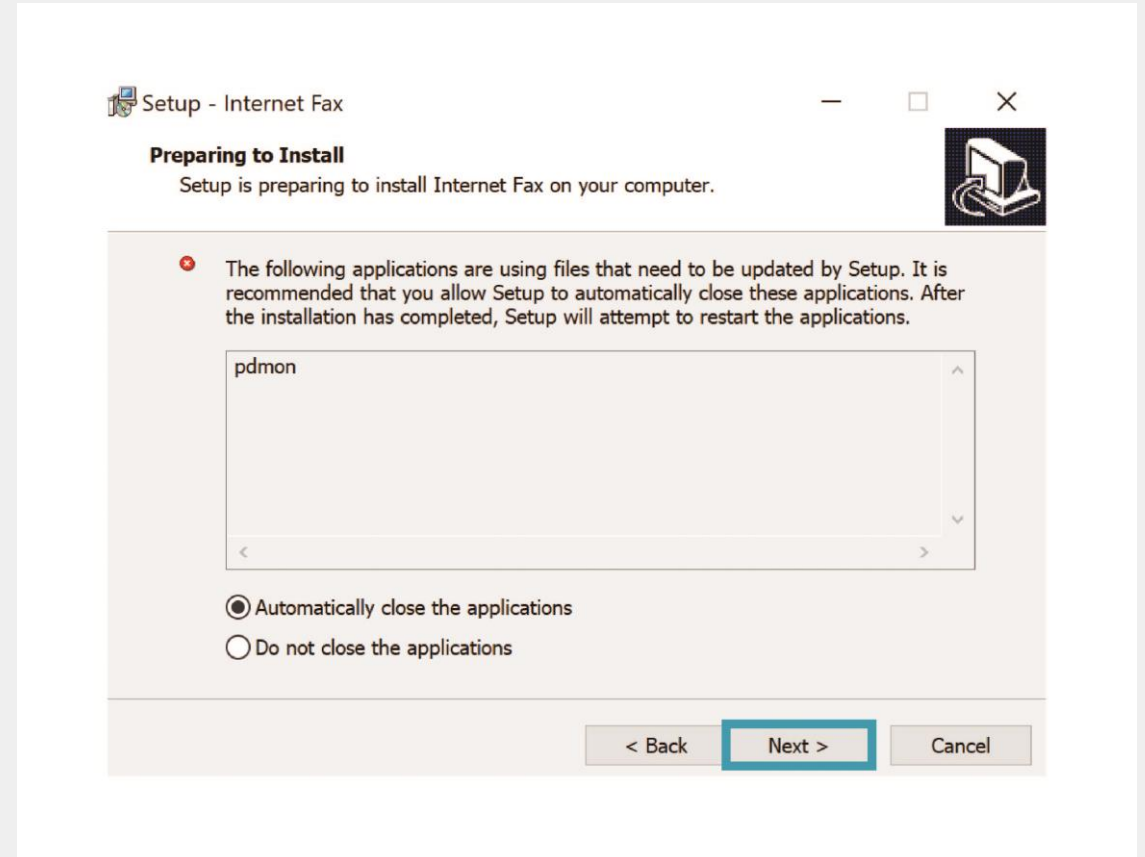 Setup - Internet Fax
Preparing to Install
Setup is preparing to install Internet Fax on your computer.
The following applications are using files that need to be updated by Setup. It is
recommended that you allow Setup to automatically close these applications. After
the installation has completed, Setup will attempt to restart the applications.
pdmon
Automatically close the applications
Do not close the applications
< Back Next > Cancel